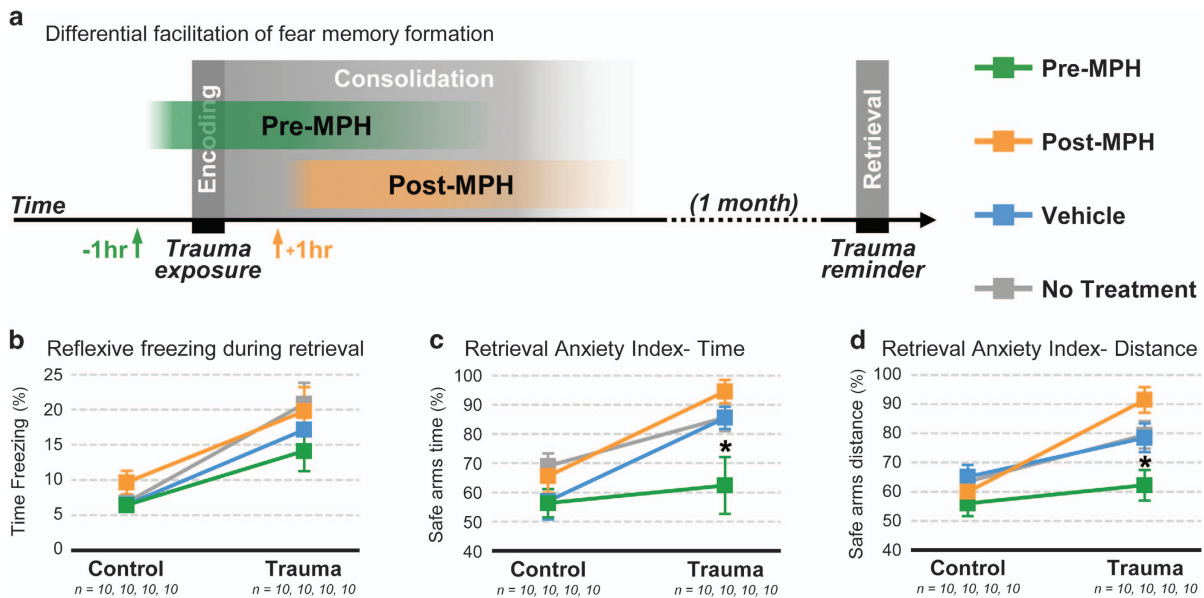 a
Differential facilitation of fear memory formation
Encoding
Consolidation
Pre-MPH
Post-MPH
Retrieval
Time
(1 month)
-1hr
Trauma
exposure
+1hr
Trauma
reminder
Pre-MPH
Post-MPH
Vehicle
No Treatment
b Reflexive freezing during retrieval
Time Freezing (%)
25
20
15
10
5
0
Control
n = 10, 10, 10, 10
Trauma
n = 10, 10, 10, 10
c Retrieval Anxiety Index- Time
Safe arms time (%)
100
90
80
70
60
50
40
*
Control
n = 10, 10, 10, 10
Trauma
n = 10, 10, 10, 10
d Retrieval Anxiety Index- Distance
Safe arms distance (%)
100
90
80
70
60
50
40
*
Control
n = 10, 10, 10, 10
Trauma
n = 10, 10, 10, 10